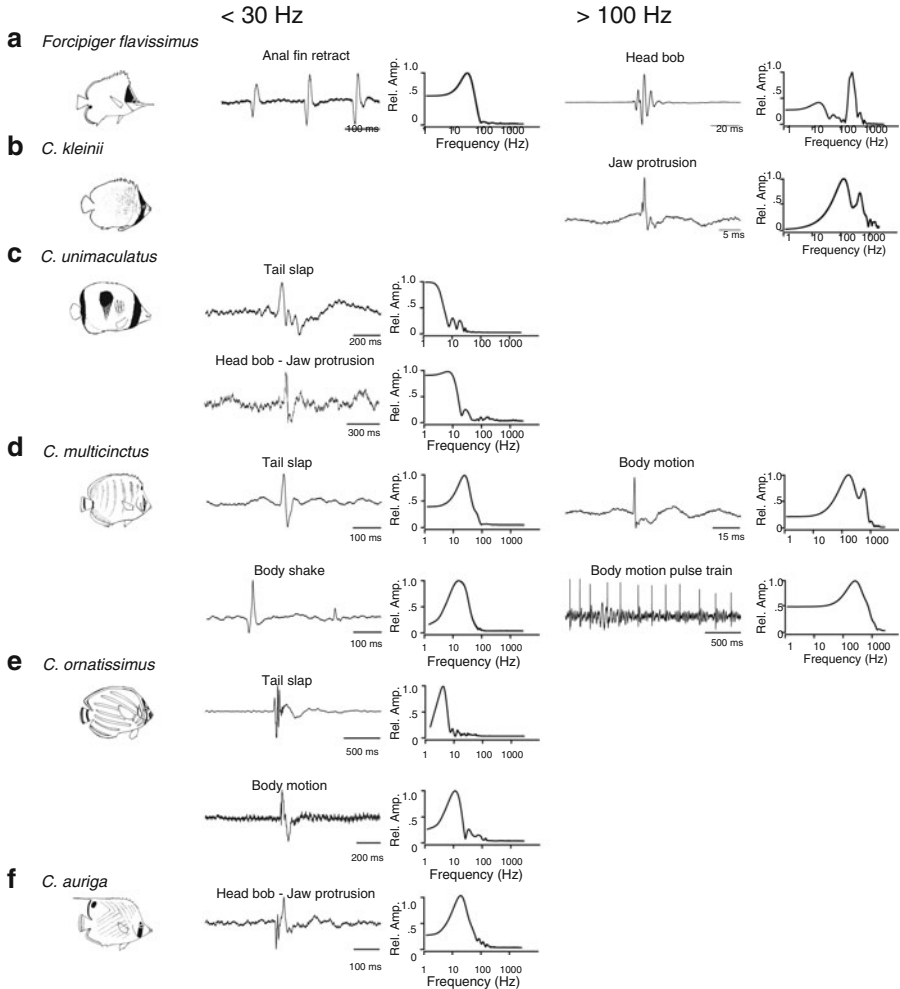 < 30 Hz > 100 Hz
a Forcipiger flavissimus
Anal fin retract
100 ms
Rel. Amp.
1.0
.5
0
1 10 100 1000
Frequency (Hz)
Head bob
20 ms
Rel. Amp.
1.0
.5
0
1 10 100 1000
Frequency (Hz)
b C. kleinii
Jaw protrusion
5 ms
Rel. Amp.
1.0
.5
0
1 10 100 1000
Frequency (Hz)
c C. unimaculatus
Tail slap
200 ms
Rel. Amp.
1.0
.5
0
1 10 100 1000
Head bob - Jaw protrusion
300 ms
Rel. Amp.
1.0
.5
0
1 10 100 1000
Frequency (Hz)
d C. multicinctus
Tail slap
100 ms
Rel. Amp.
1.0
.5
0
1 10 100 1000
Body motion
15 ms
Rel. Amp.
1.0
.5
0
1 10 100 1000
Body shake
100 ms
Rel. Amp.
1.0
.5
0
1 10 100 1000
Frequency (Hz)
Body motion pulse train
500 ms
Rel. Amp.
1.0
.5
0
1 10 100 1000
Frequency (Hz)
e C. ornatissimus
Tail slap
500 ms
Rel. Amp.
1.0
.5
0
1 10 100 1000
Body motion
200 ms
Rel. Amp.
1.0
.5
0
1 10 100 1000
Frequency (Hz)
f C. auriga
Head bob - Jaw protrusion
100 ms
Rel. Amp.
1.0
.5
0
1 10 100 1000
Frequency (Hz)